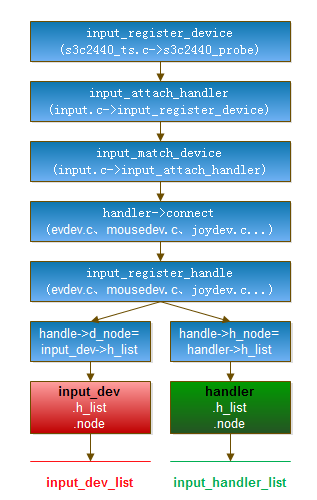 input_register_device
(s3c2440_ts.c->s3c2440_probe)
input_attach_handler
(input.c->input_register_device)
input_match_device
(input.c->input_attach_handler)
handler->connect
(evdev.c、mousedev.c、joydev.c...)
input_register_handle
(evdev.c、mousedev.c、joydev.c...)
handle->d_node=
input_dev->h_list
handle->h_node=
handler->h_list
input_dev
.h_list
.node
handler
.h_list
.node
input_dev_list
input_handler_list